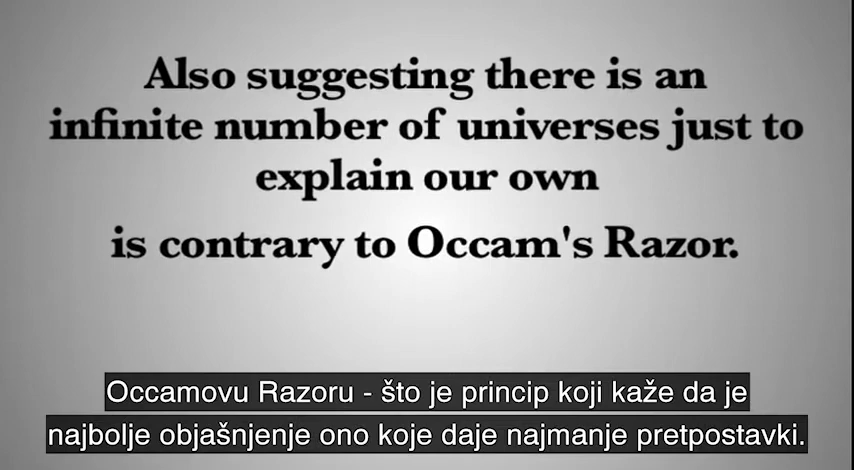 Also suggesting there is an
infinite number of universes just to
explain our own
is contrary to Occam's Razor.
Occamovu Razoru - što je princip koji kaže da je
najbolje objašnjenje ono koje daje najmanje pretpostavki.